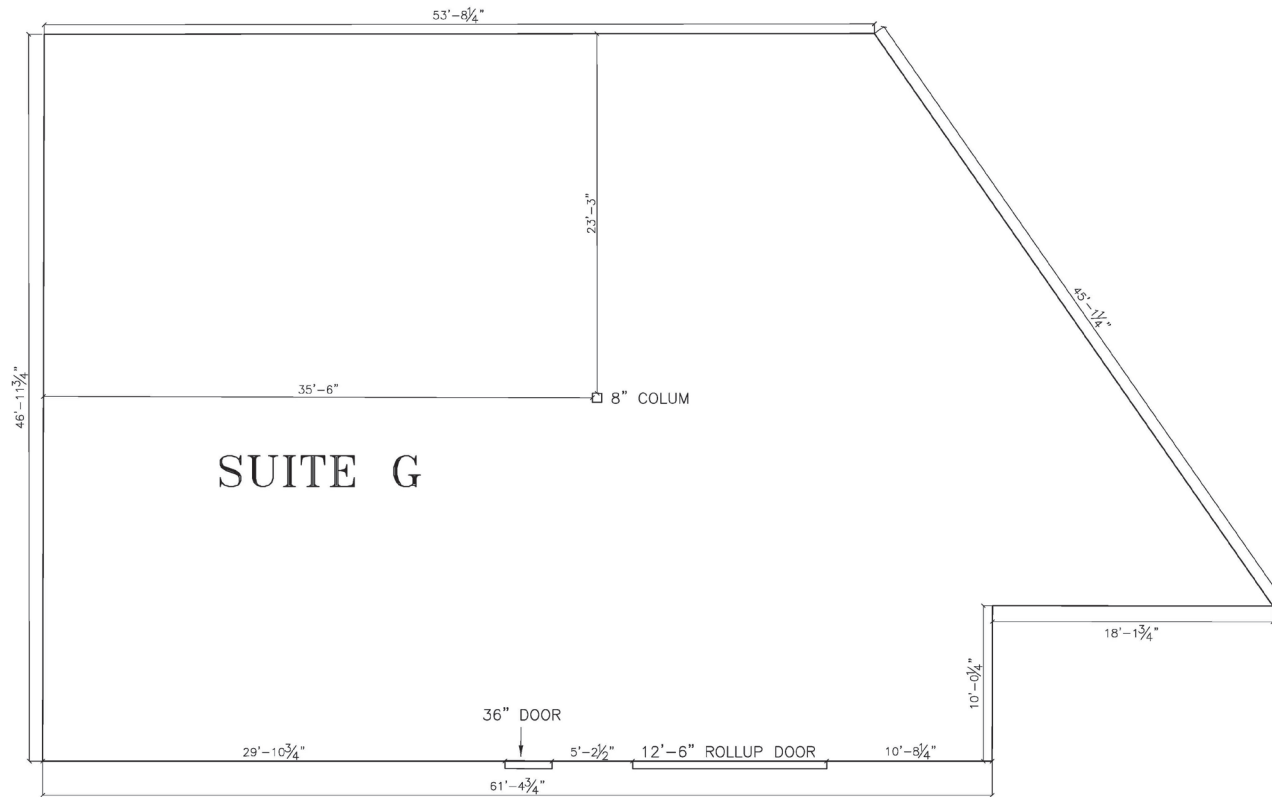 53'-8¼"
23'-3"
46'-11¾"
45'-1¼"
35'-6"
8" COLUM
SUITE G
18'-1¾"
10'-0¼"
36" DOOR
29'-10¾"
5'-2½"
12'-6" ROLLUP DOOR
10'-8¼"
61'-4¾"